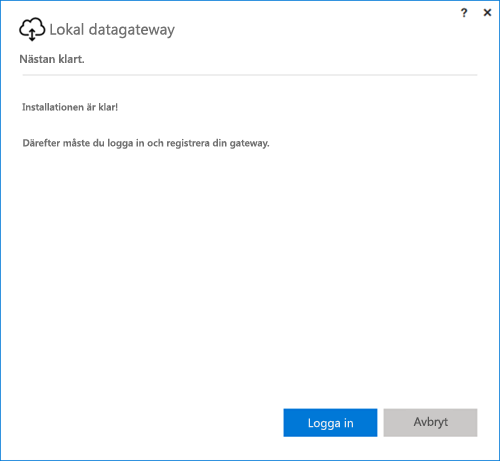 ? ×
Lokal datagateway
Nästan klart.
Installationen är klar!
Därefter måste du logga in och registrera din gateway.
Logga in Avbryt